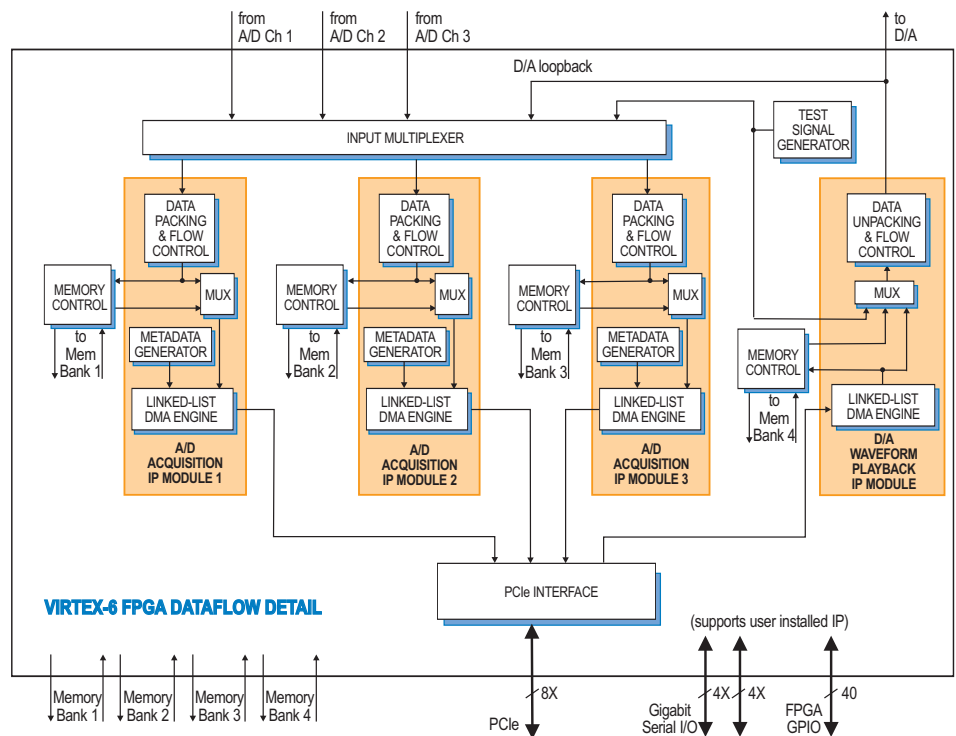 from
A/D Ch 1
from
A/D Ch 2
from
A/D Ch 3
to
D/A
D/A loopback
INPUT MULTIPLEXER
TEST
SIGNAL
GENERATOR
DATA
PACKING
& FLOW
CONTROL
MEMORY
CONTROL
MUX
to
Mem
Bank 1
METADATA
GENERATOR
LINKED-LIST
DMA ENGINE
A/D
ACQUISITION
IP MODULE 1
DATA
PACKING
& FLOW
CONTROL
MEMORY
CONTROL
MUX
to
Mem
Bank 2
METADATA
GENERATOR
LINKED-LIST
DMA ENGINE
A/D
ACQUISITION
IP MODULE 2
DATA
PACKING
& FLOW
CONTROL
MEMORY
CONTROL
MUX
to
Mem
Bank 3
METADATA
GENERATOR
LINKED-LIST
DMA ENGINE
A/D
ACQUISITION
IP MODULE 3
DATA
UNPACKING
& FLOW
CONTROL
MUX
MEMORY
CONTROL
to
Mem
Bank 4
LINKED-LIST
DMA ENGINE
D/A
WAVEFORM
PLAYBACK
IP MODULE
PCIe INTERFACE
VIRTEX-6 FPGA DATAFLOW DETAIL
(supports user installed IP)
Memory
Bank 1
Memory
Bank 2
Memory
Bank 3
Memory
Bank 4
8X
PCIe
4X
4X
Gigabit
Serial I/O
40
FPGA
GPIO